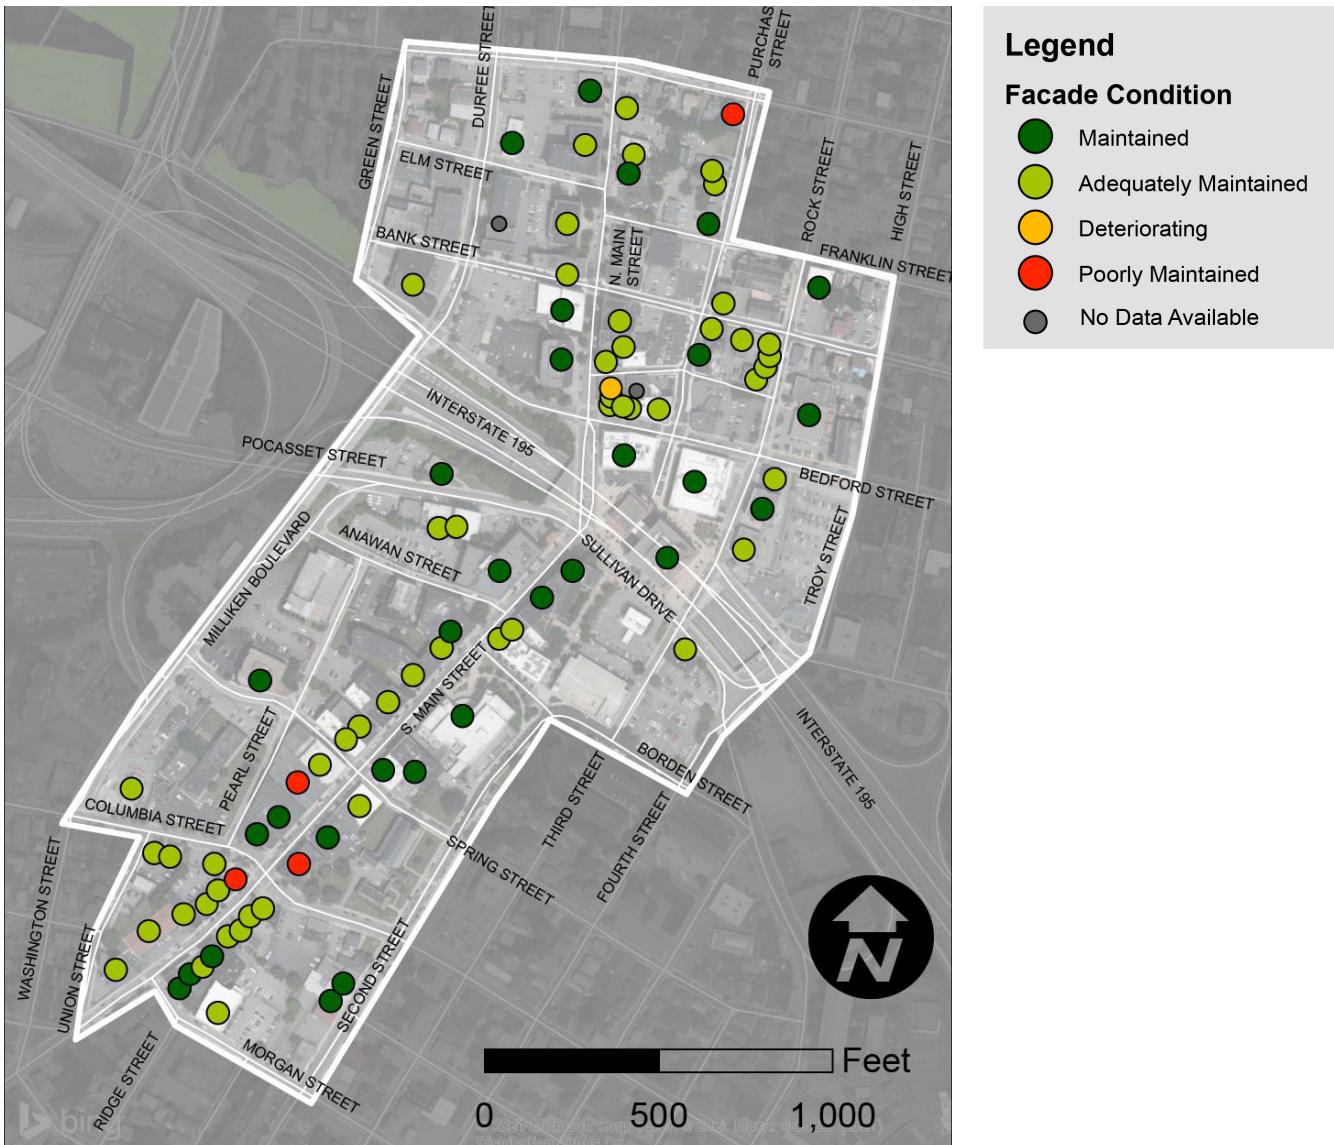 DURFEE STREET
PURCHAS
STREET
GREEN STREET
ELM STREET
ROCK STREET
HIGH STREET
BANK STREET
N. MAIN
STREET
FRANKLIN STREET
INTERSTATE 195
POCASSET STREET
BEDFORD STREET
ANAWAN STREET
MILLIKEN BOULEVARD
SULLIVAN DRIVE
TROY STREET
S. MAIN STREET
PEARL STREET
INTERSTATE 195
BORDEN STREET
THIRD STREET
FOURTH STREET
COLUMBIA STREET
SPRING STREET
WASHINGTON STREET
UNION STREET
SECOND STREET
RIDGE STREET
MORGAN STREET
N
Feet
0 500 1,000
bing
Legend
Facade Condition
Maintained
Adequately Maintained
Deteriorating
Poorly Maintained
No Data Available